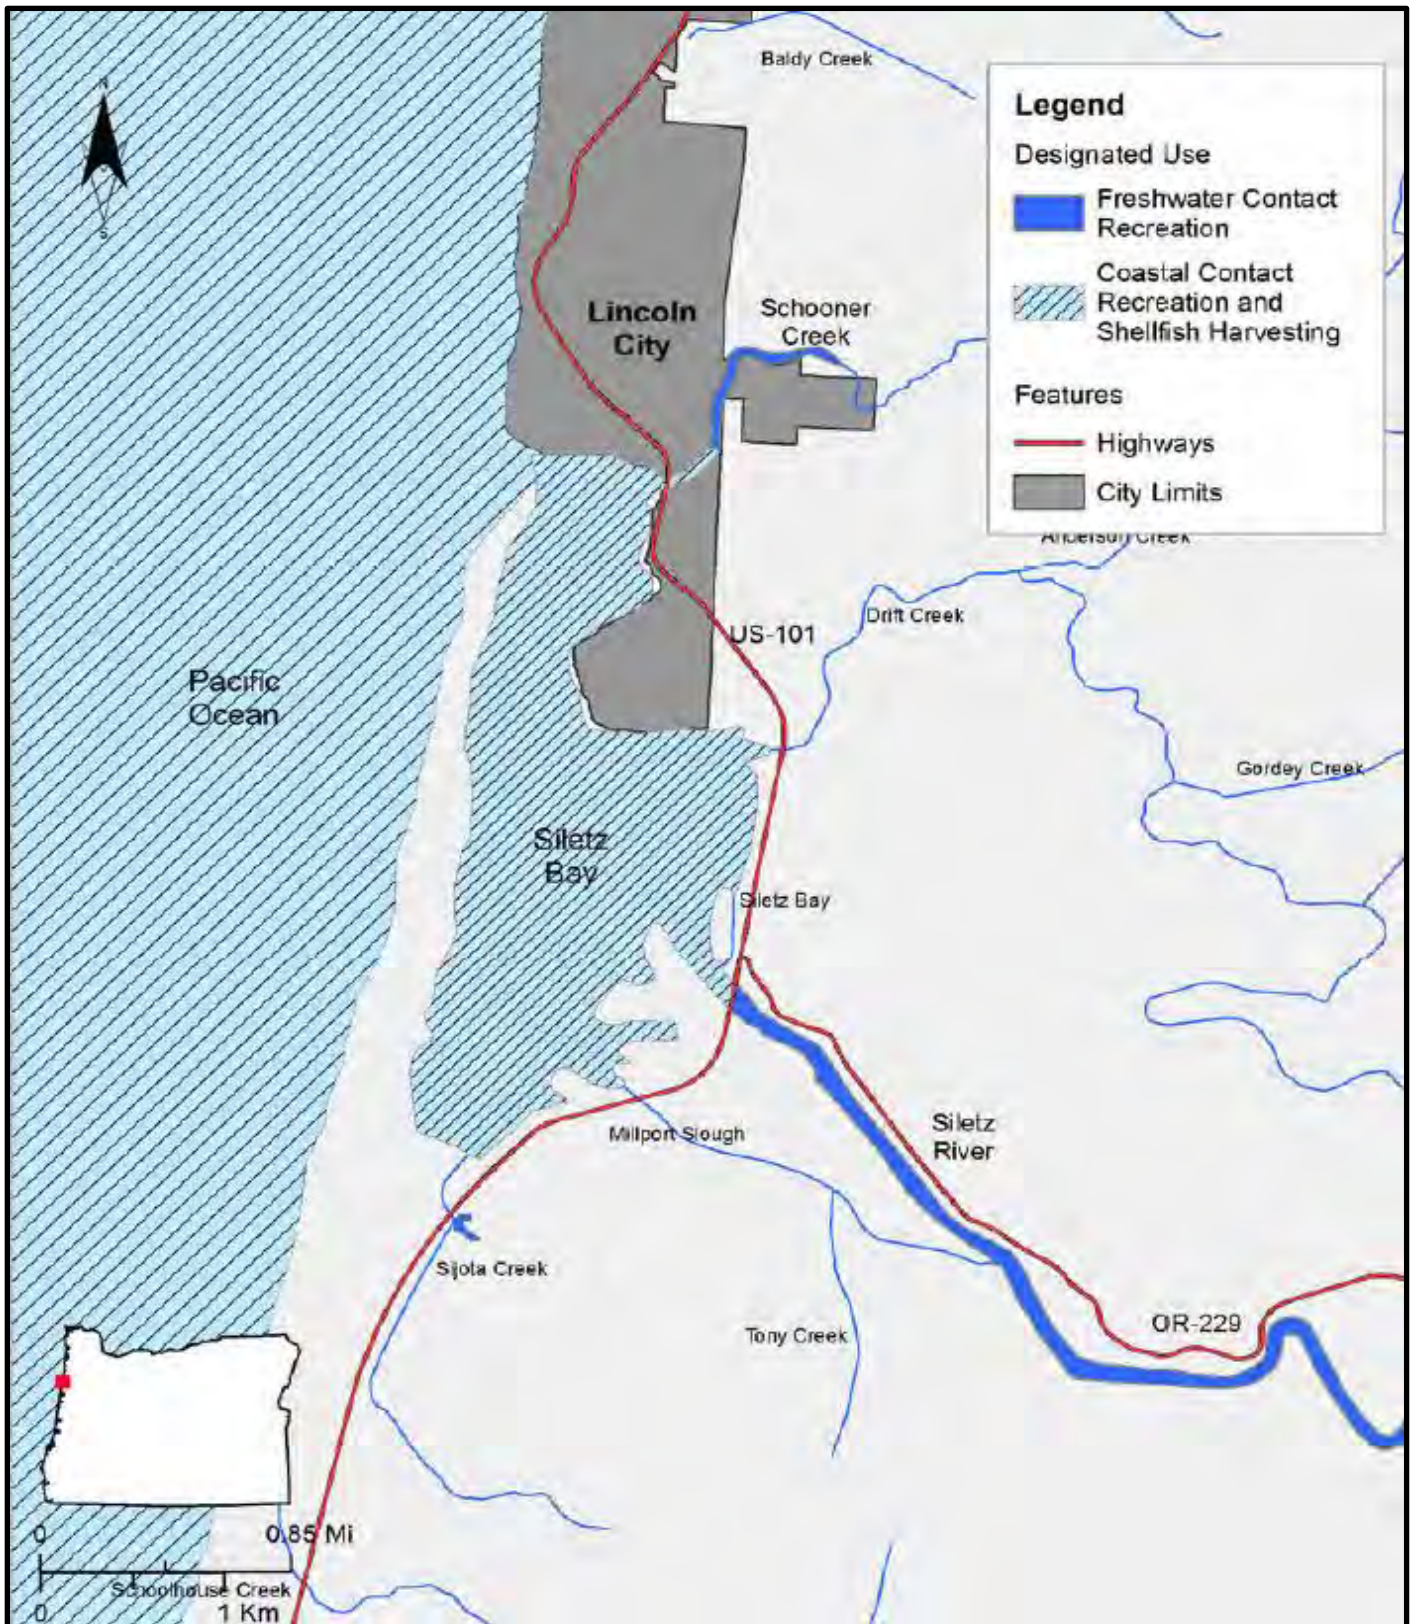 Baldy Creek
N
S
Legend
Designated Use
Freshwater Contact
Recreation
Coastal Contact
Recreation and
Shellfish Harvesting
Features
Highways
City Limits
Lincoln
City
Schooner
Creek
Anderson Creek
Drift Creek
US-101
Pacific
Ocean
Gordey Creek
Siletz
Bay
Siletz Bay
Siletz
River
Millport Slough
Sijota Creek
Tony Creek
OR-229
0 0.85 Mi
Schoolhouse Creek
0 1 Km